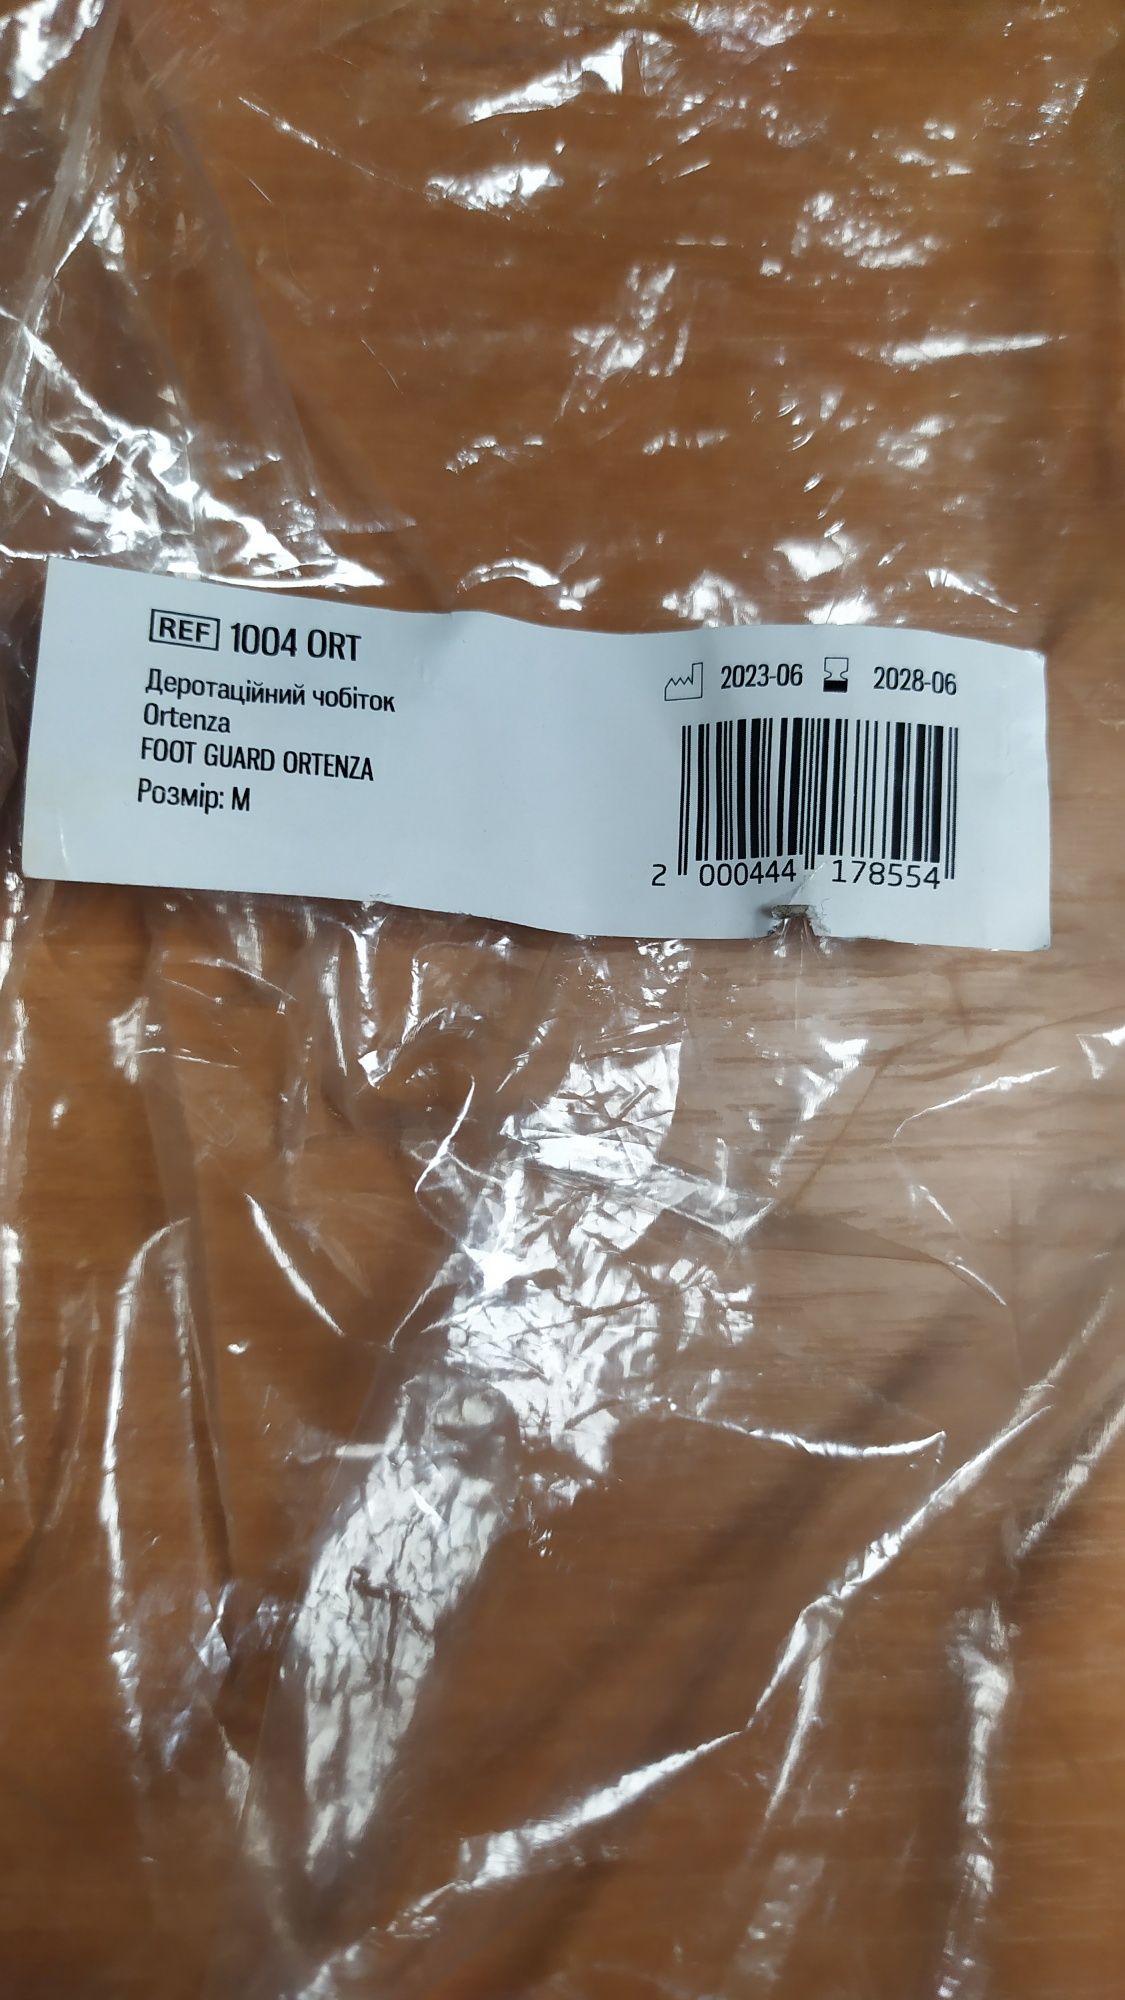 REF 1004 ORT
Деротаційний чобіток
Ortenza
FOOT GUARD ORTENZA
Розмір: М
2023-06 2028-06
2 000444 178554